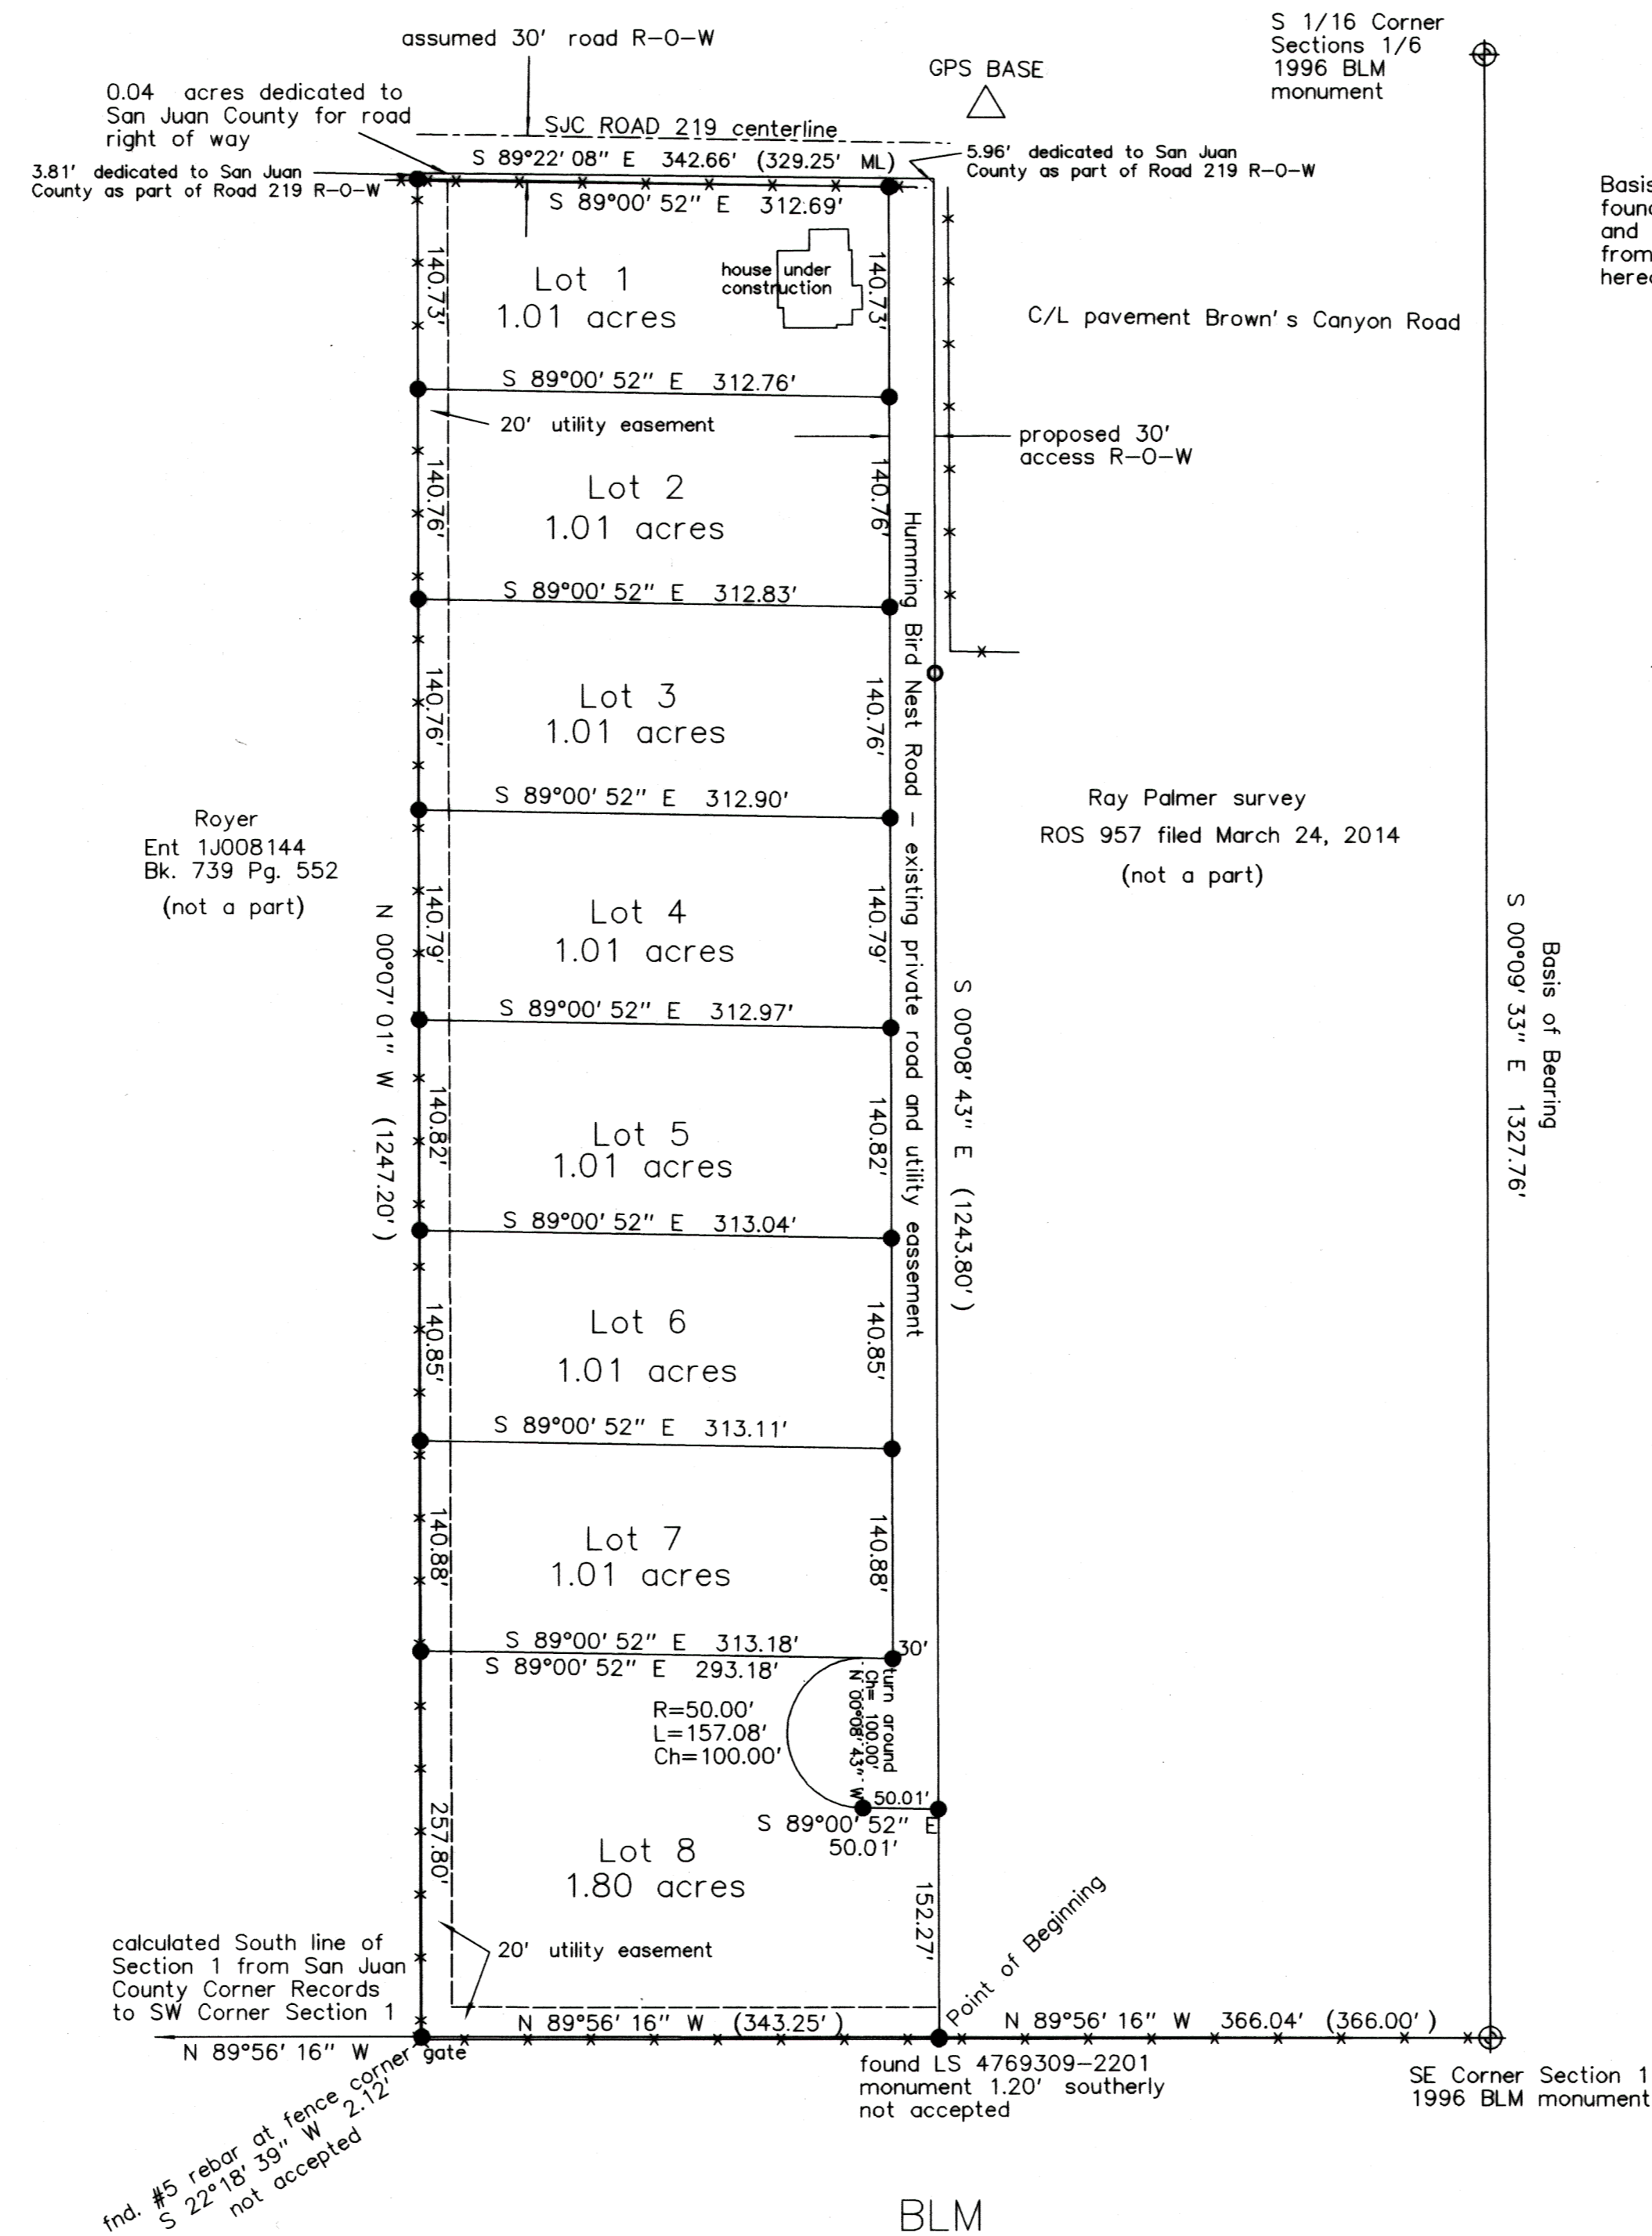 assumed 30' road R-O-W
S 1/16 Corner
Sections 1/6
1996 BLM
monument
GPS BASE
0.04 acres dedicated to
San Juan County for road
right of way
SJC ROAD 219 centerline
S 89°22'08" E 342.66' (329.25' ML)
5.96' dedicated to San Juan
County as part of Road 219 R-O-W
3.81' dedicated to San Juan
County as part of Road 219 R-O-W
S 89°00'52" E 312.69'
Basis
found
and
from
140.73'
Lot 1
1.01 acres
house under
construction
140.73'
C/L pavement Brown's Canyon Road
S 89°00'52" E 312.76'
20' utility easement
proposed 30'
access R-O-W
140.76'
Lot 2
1.01 acres
140.76'
S 89°00'52" E 312.83'
Humming Bird Nest Road – existing private road and utility eassement
140.76'
Lot 3
1.01 acres
140.76'
S 89°00'52" E 312.90'
Royer
Ent 1J008144
Bk. 739 Pg. 552
(not a part)
Ray Palmer survey
ROS 957 filed March 24, 2014
(not a part)
N 00°07'01" W (1247.20')
140.79'
Lot 4
1.01 acres
140.79'
S 89°00'52" E 312.97'
S 00°08'43" E (1243.80')
S 00°09'33" E 1327.76'
Basis of Bearing
140.82'
Lot 5
1.01 acres
140.82'
S 89°00'52" E 313.04'
140.85'
Lot 6
1.01 acres
140.85'
S 89°00'52" E 313.11'
140.88'
Lot 7
1.01 acres
140.88'
S 89°00'52" E 313.18'
30'
S 89°00'52" E 293.18'
R=50.00'
L=157.08'
Ch=100.00'
turn around
Ch= 100.00'
N 00°08'43" W
50.01'
S 89°00'52" E
50.01'
257.80'
Lot 8
1.80 acres
152.27'
Point of Beginning
calculated South line of
Section 1 from San Juan
County Corner Records
to SW Corner Section 1
20' utility easement
N 89°56'16" W (343.25')
N 89°56'16" W 366.04' (366.00')
N 89°56'16" W
gate
found LS 4769309-2201
monument 1.20' southerly
not accepted
SE Corner Section 1
1996 BLM monument
fnd. #5 rebar at fence corner
S 22°18'39" W 2.12'
not accepted
BLM